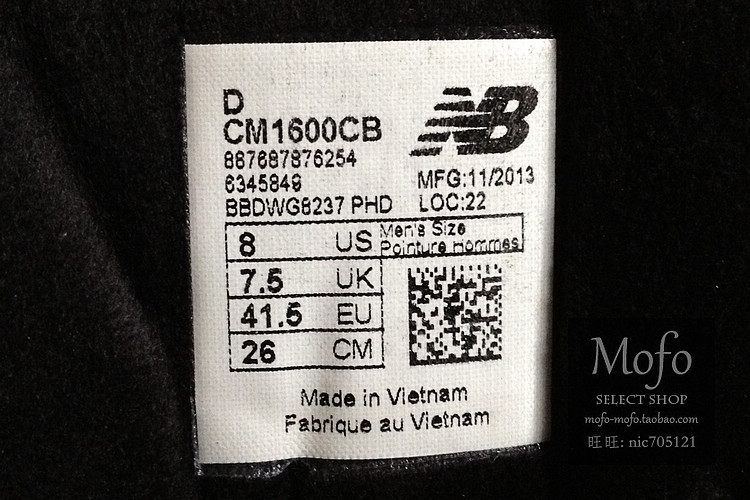 D
CM1600CB
887687876254
6345849
BBDWG8237 PHD
NB
MFG:11/2013
LOC:22
8 US Men's Size
Pointure Hommes
7.5 UK
41.5 EU
26 CM
Made in Vietnam
Fabrique au Vietnam
Mofo
SELECT SHOP
mofo-mofo.taobao.com
旺旺: nic705121